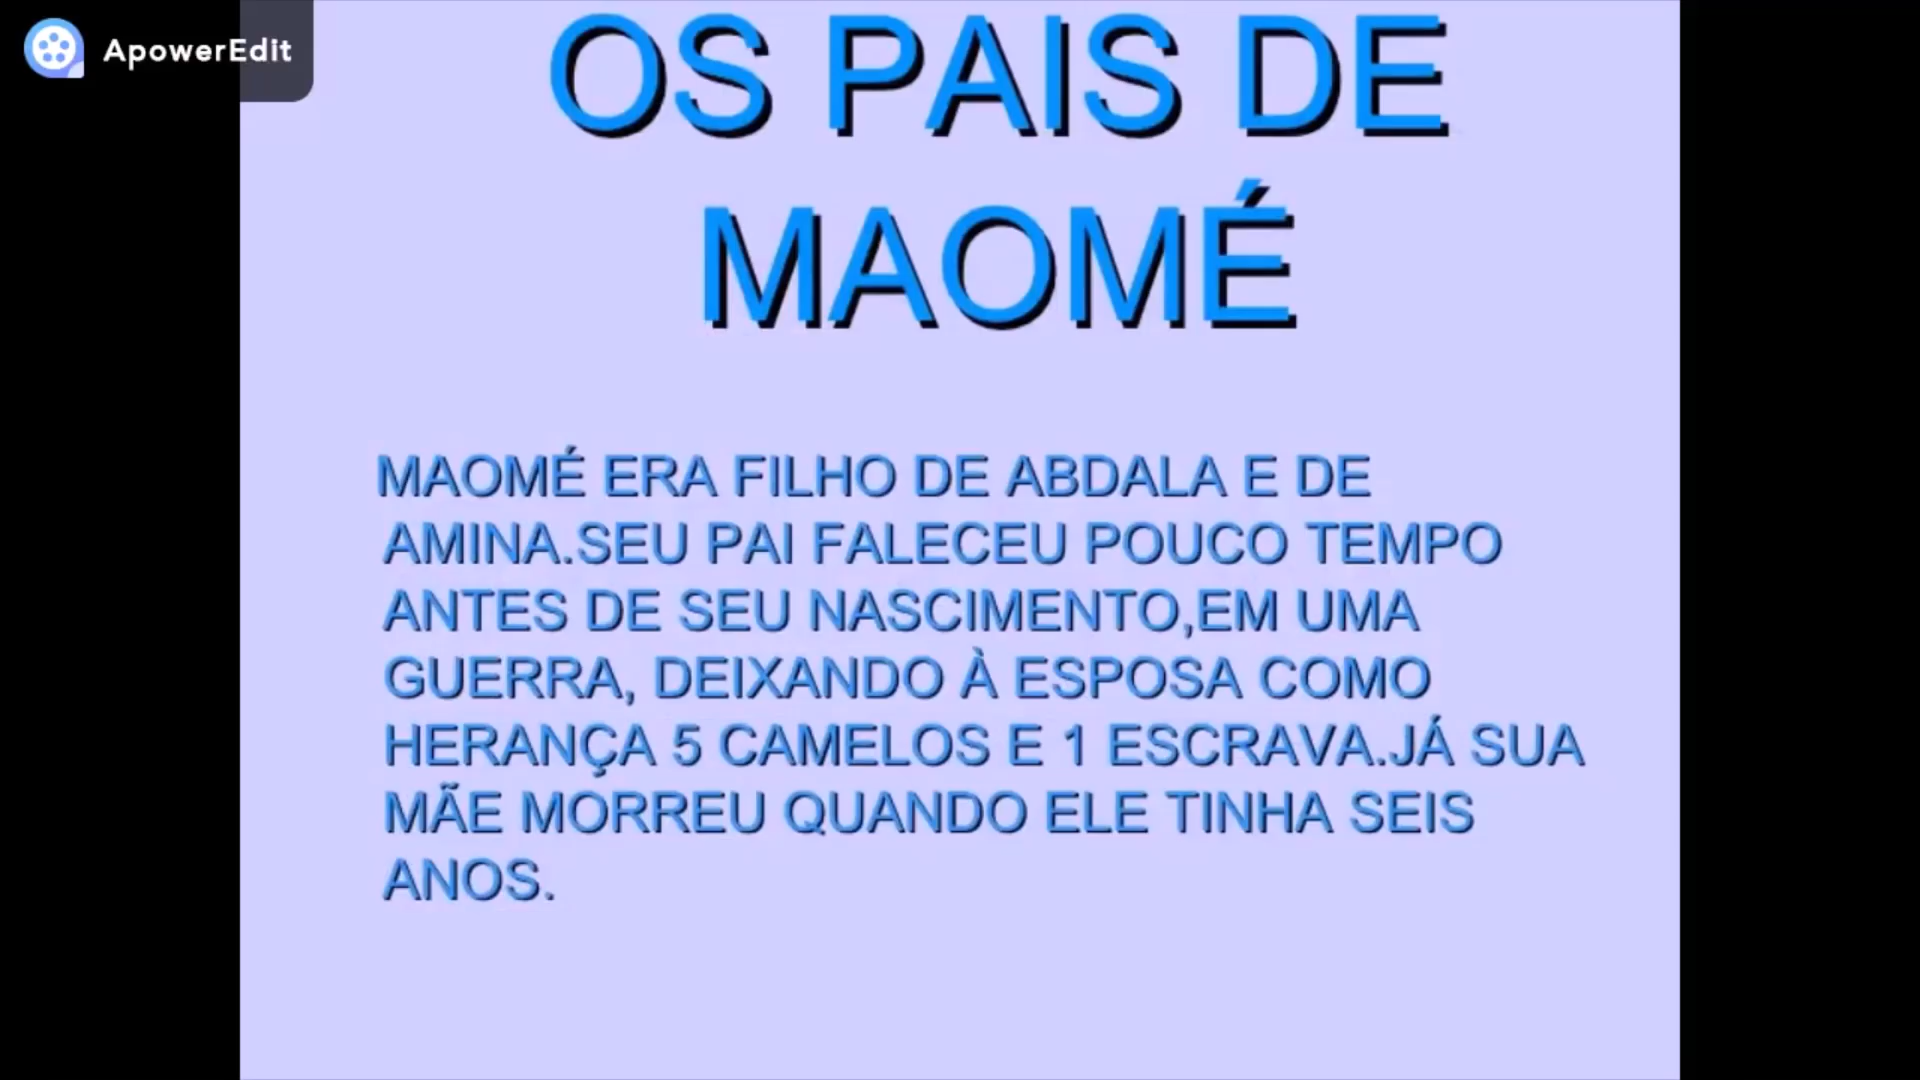 ApowerEdit
OS PAIS DE
MAOMÉ
MAOMÉ ERA FILHO DE ABDALA E DE
AMINA.SEU PAI FALECEU POUCO TEMPO
ANTES DE SEU NASCIMENTO,EM UMA
GUERRA, DEIXANDO À ESPOSA COMO
HERANÇA 5 CAMELOS E 1 ESCRAVA.JÁ SUA
MÃE MORREU QUANDO ELE TINHA SEIS
ANOS.